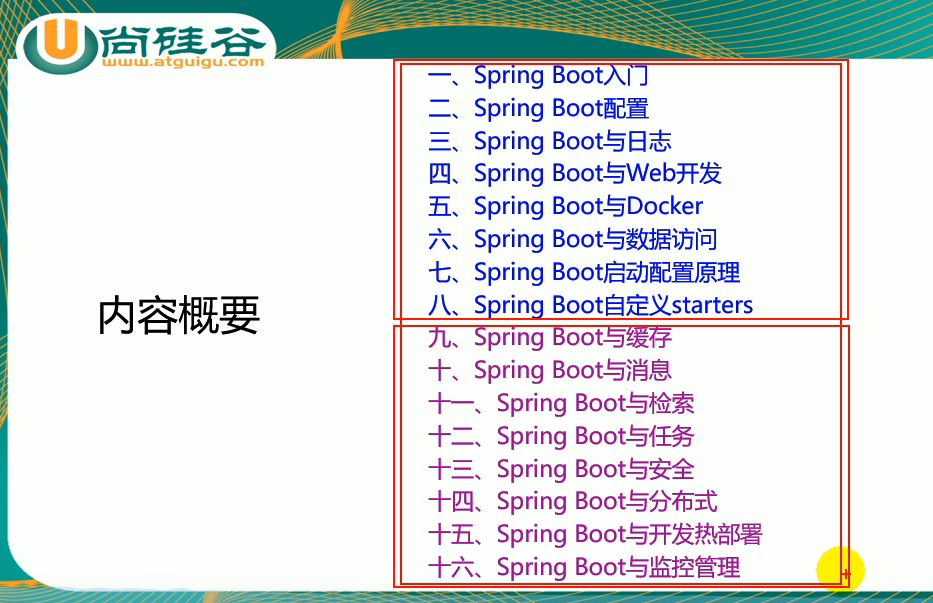 尚硅谷
www.atguigu.com
内容概要
一、Spring Boot入门
二、Spring Boot配置
三、Spring Boot与日志
四、Spring Boot与Web开发
五、Spring Boot与Docker
六、Spring Boot与数据访问
七、Spring Boot启动配置原理
八、Spring Boot自定义starters
九、Spring Boot与缓存
十、Spring Boot与消息
十一、Spring Boot与检索
十二、Spring Boot与任务
十三、Spring Boot与安全
十四、Spring Boot与分布式
十五、Spring Boot与开发热部署
十六、Spring Boot与监控管理